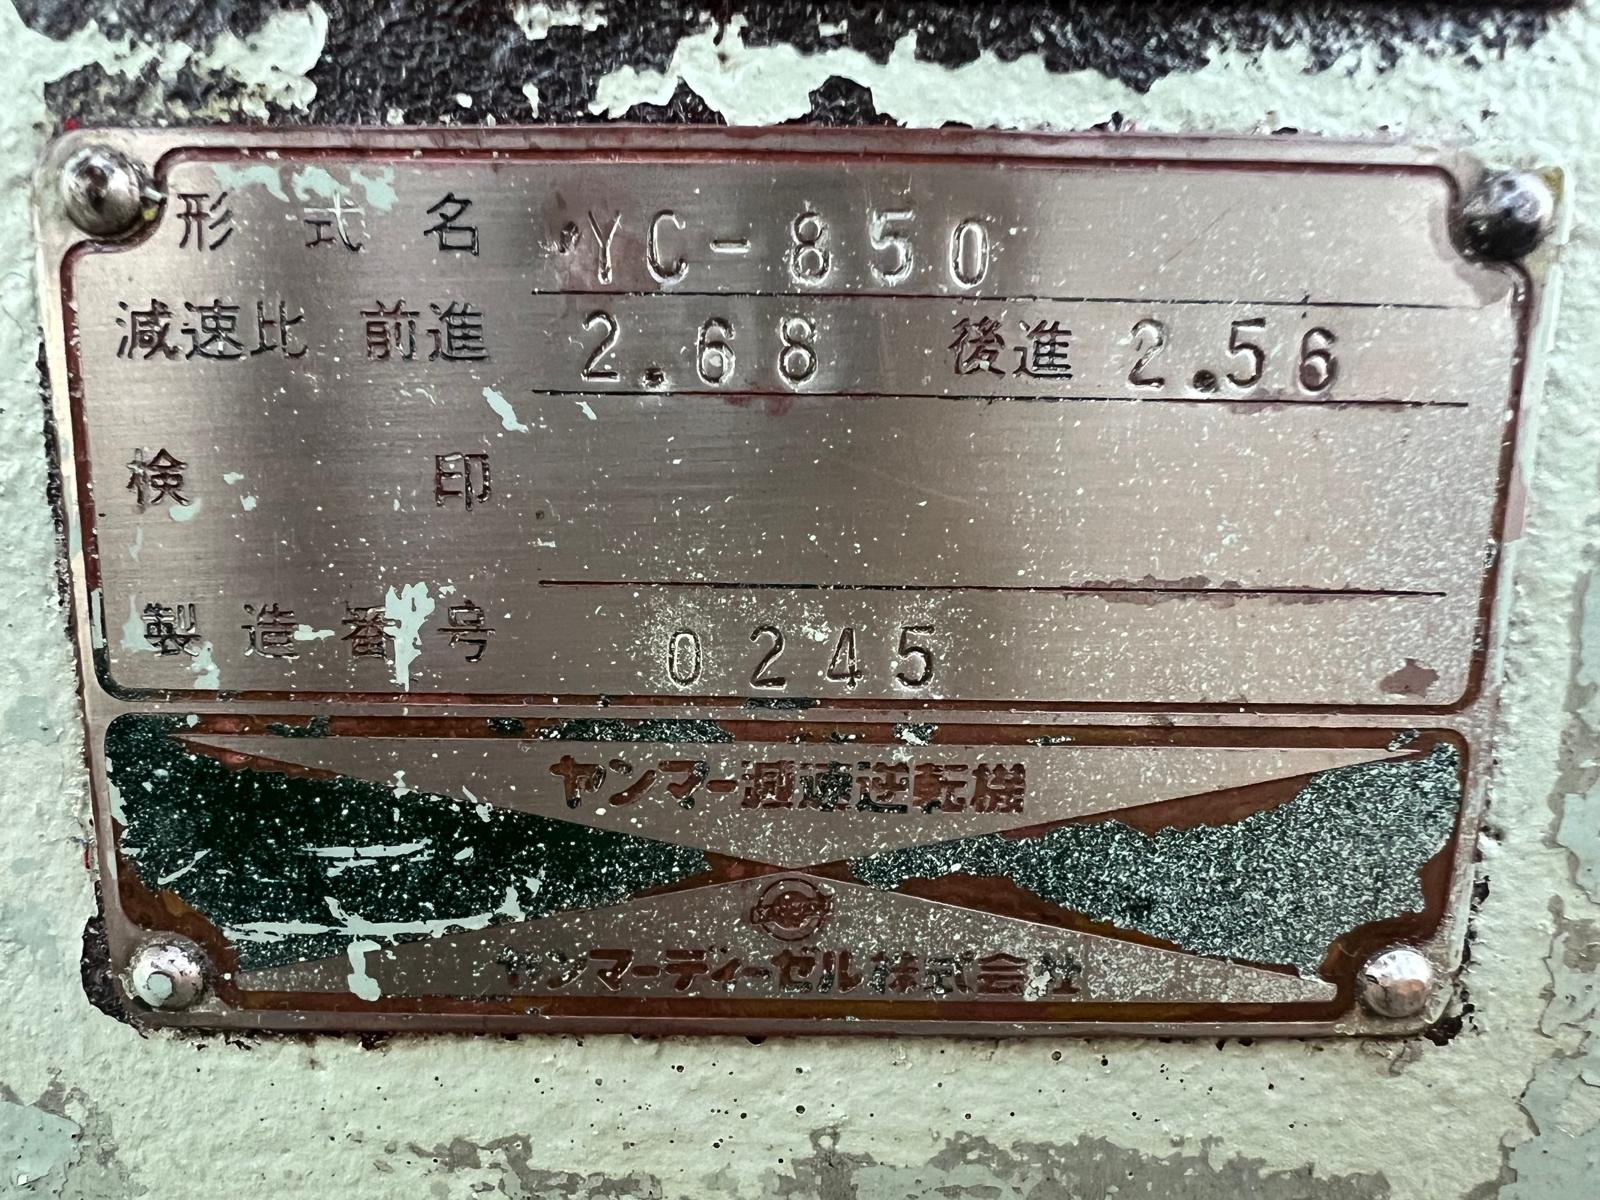 形式名 YC-850
減速比 前進 2.68 後進 2.56
検印
製造番号 0245
ヤンマー減速逆転機
ヤンマーディーゼル株式会社